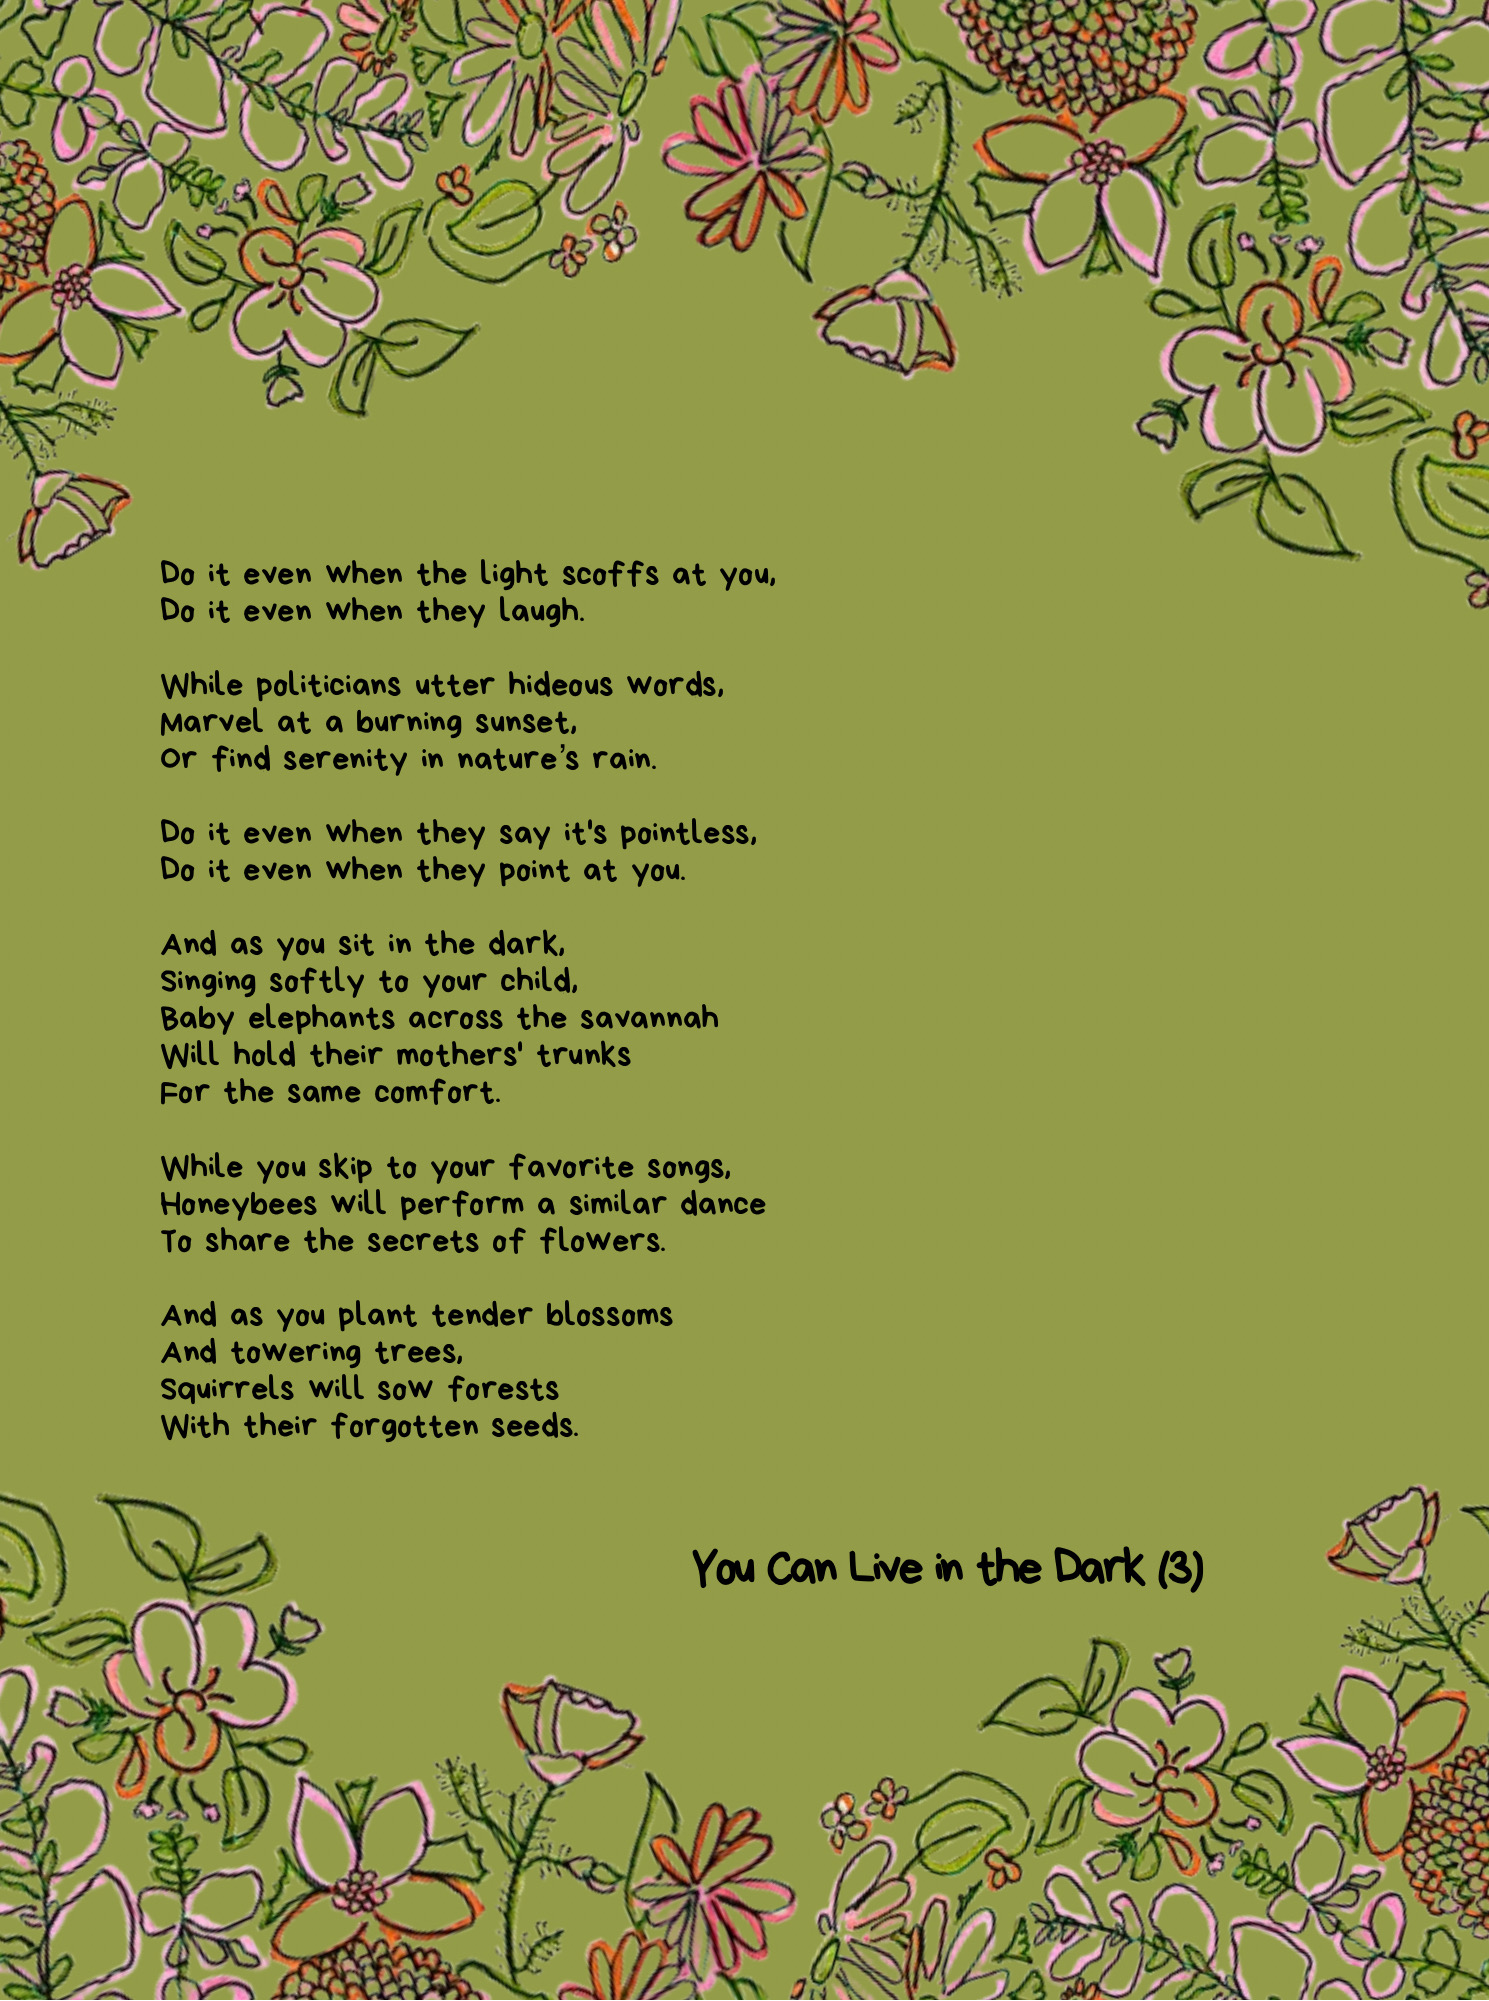 Do it even when the light scoffs at you,
Do it even when they laugh.
While politicians utter hideous words,
Marvel at a burning sunset,
Or find serenity in nature’s rain.
Do it even when they say it's pointless,
Do it even when they point at you.
And as you sit in the dark,
Singing softly to your child,
Baby elephants across the savannah
Will hold their mothers' trunks
For the same comfort.
While you skip to your favorite songs,
Honeybees will perform a similar dance
To share the secrets of flowers.
And as you plant tender blossoms
And towering trees,
Squirrels will sow forests
With their forgotten seeds.
You Can Live in the Dark (3)